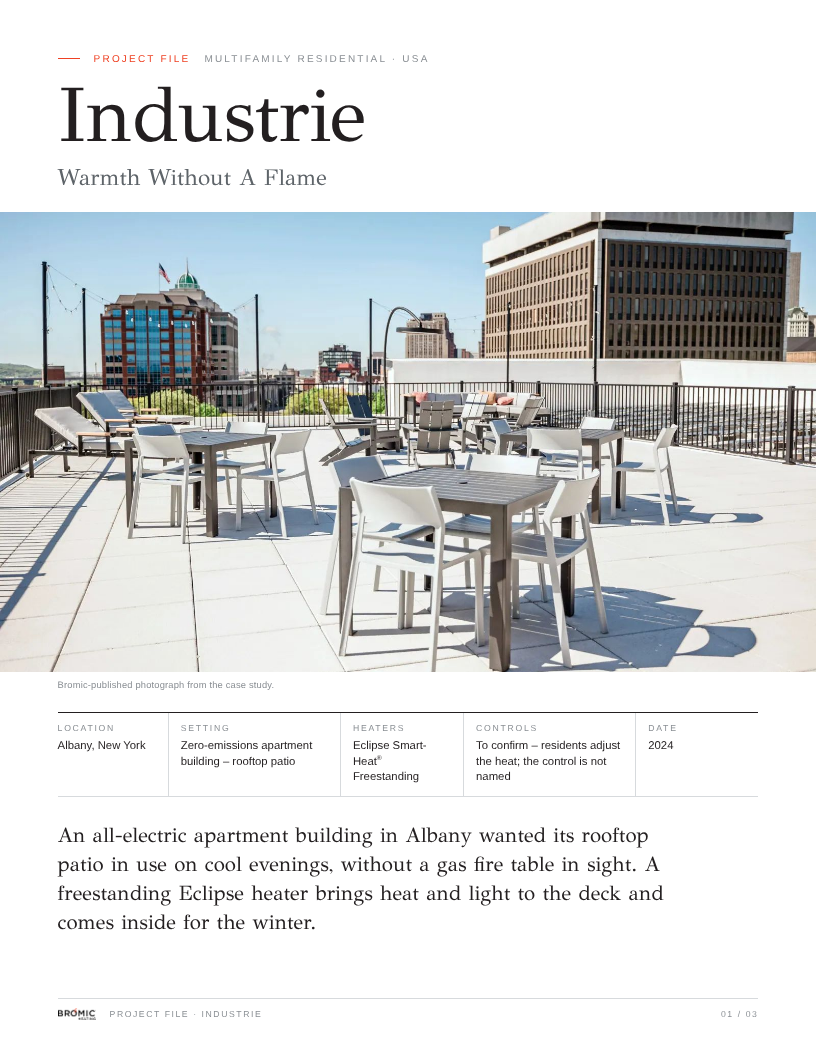 PROJECT FILE MULTIFAMILY RESIDENTIAL · USA
Industrie
Warmth Without A Flame
Bromic-published photograph from the case study.
LOCATION
Albany, New York
SETTING
Zero-emissions apartment
building – rooftop patio
HEATERS
Eclipse Smart-
Heat®
Freestanding
CONTROLS
To confirm – residents adjust
the heat; the control is not
named
DATE
2024
An all-electric apartment building in Albany wanted its rooftop
patio in use on cool evenings, without a gas fire table in sight. A
freestanding Eclipse heater brings heat and light to the deck and
comes inside for the winter.
BROMIC
HEATING
PROJECT FILE · INDUSTRIE
01 / 03